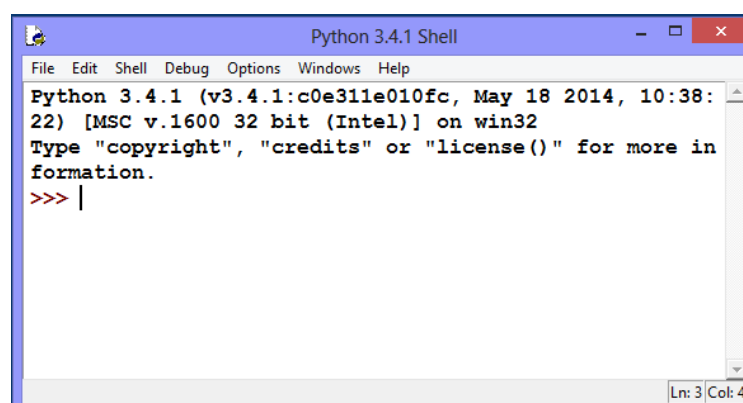 Python 3.4.1 Shell
File Edit Shell Debug Options Windows Help
Python 3.4.1 (v3.4.1:c0e311e010fc, May 18 2014, 10:38:
22) [MSC v.1600 32 bit (Intel)] on win32
Type "copyright", "credits" or "license()" for more in
formation.
>>>
Ln: 3 Col: 4